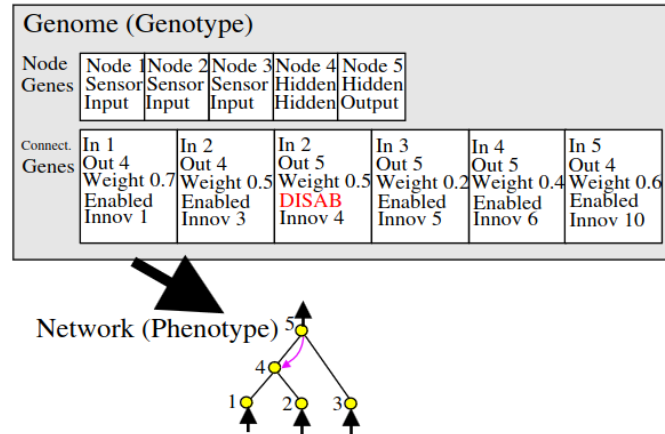 Genome (Genotype)
Node Genes
Node 1 Sensor Input
Node 2 Sensor Input
Node 3 Sensor Input
Node 4 Hidden Hidden
Node 5 Hidden Output
Connect. Genes
In 1
Out 4
Weight 0.7
Enabled
Innov 1
In 2
Out 4
Weight 0.5
Enabled
Innov 3
In 2
Out 5
Weight 0.5
DISAB
Innov 4
In 3
Out 5
Weight 0.2
Enabled
Innov 5
In 4
Out 5
Weight 0.4
Enabled
Innov 6
In 5
Out 4
Weight 0.6
Enabled
Innov 10
Network (Phenotype)
5
4
1
2
3